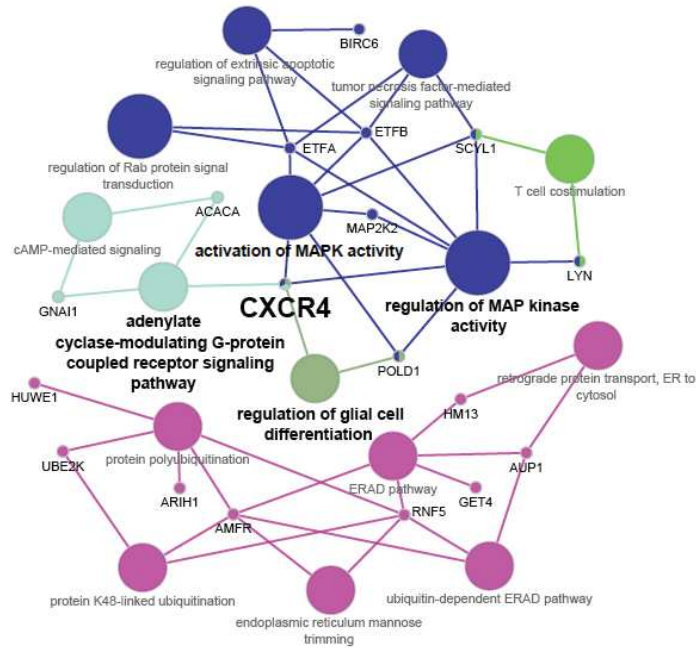 BIRC6
regulation of extrinsic apoptotic
signaling pathway
tumor necrosis factor-mediated
signaling pathway
ETFB
ETFA
SCYL1
regulation of Rab protein signal
transduction
T cell costimulation
ACACA
MAP2K2
cAMP-mediated signaling
activation of MAPK activity
LYN
GNAI1
CXCR4
regulation of MAP kinase
activity
adenylate
cyclase-modulating G-protein
coupled receptor signaling
pathway
POLD1
retrograde protein transport, ER to
cytosol
HUWE1
regulation of glial cell
differentiation
HM13
UBE2K
protein polyubiquitination
AUP1
ERAD pathway
ARIH1
GET4
AMFR
RNF5
protein K48-linked ubiquitination
ubiquitin-dependent ERAD pathway
endoplasmic reticulum mannose
trimming